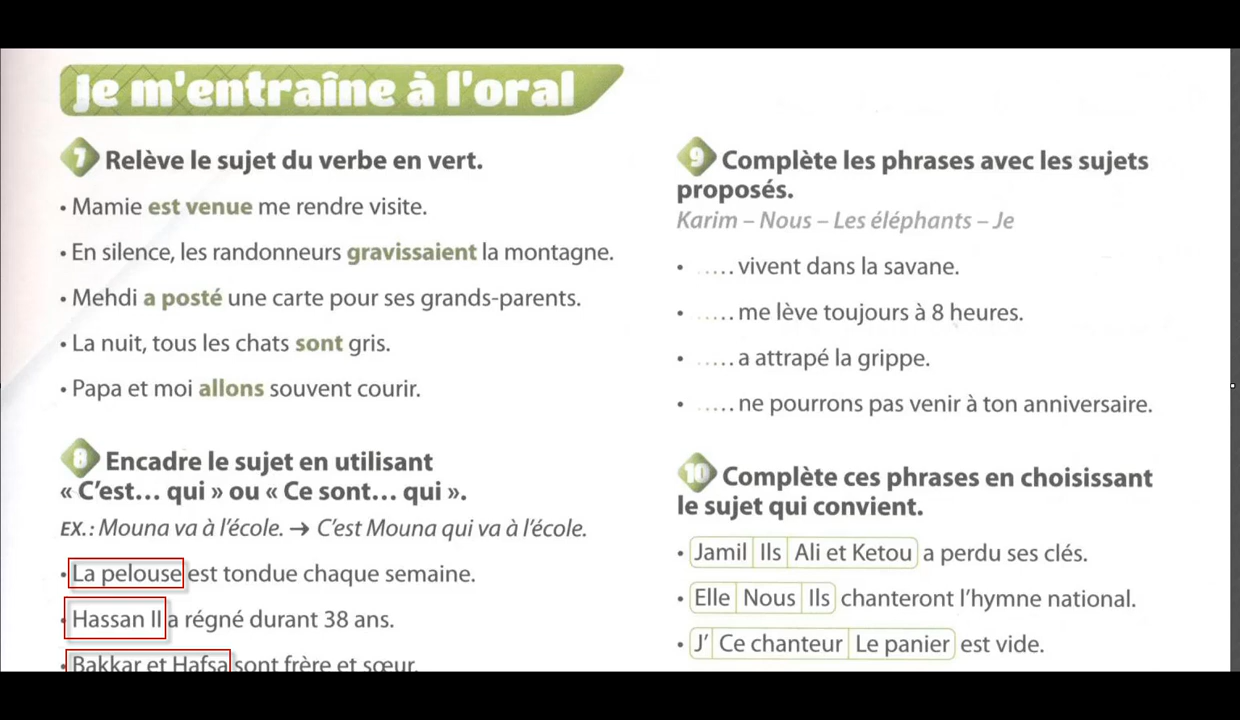 Je m'entraîne à l'oral
7 Relève le sujet du verbe en vert.
• Mamie est venue me rendre visite.
• En silence, les randonneurs gravissaient la montagne.
• Mehdi a posté une carte pour ses grands-parents.
• La nuit, tous les chats sont gris.
• Papa et moi allons souvent courir.
8 Encadre le sujet en utilisant
« C'est... qui » ou « Ce sont... qui ».
EX. : Mouna va à l'école. → C'est Mouna qui va à l'école.
• La pelouse est tondue chaque semaine.
• Hassan II a régné durant 38 ans.
• Bakkar et Hafsa sont frère et sœur.
9 Complète les phrases avec les sujets
proposés.
Karim – Nous – Les éléphants – Je
• ..... vivent dans la savane.
• ..... me lève toujours à 8 heures.
• ..... a attrapé la grippe.
• ..... ne pourrons pas venir à ton anniversaire.
10 Complète ces phrases en choisissant
le sujet qui convient.
• Jamil Ils Ali et Ketou a perdu ses clés.
• Elle Nous Ils chanteront l'hymne national.
• J' Ce chanteur Le panier est vide.